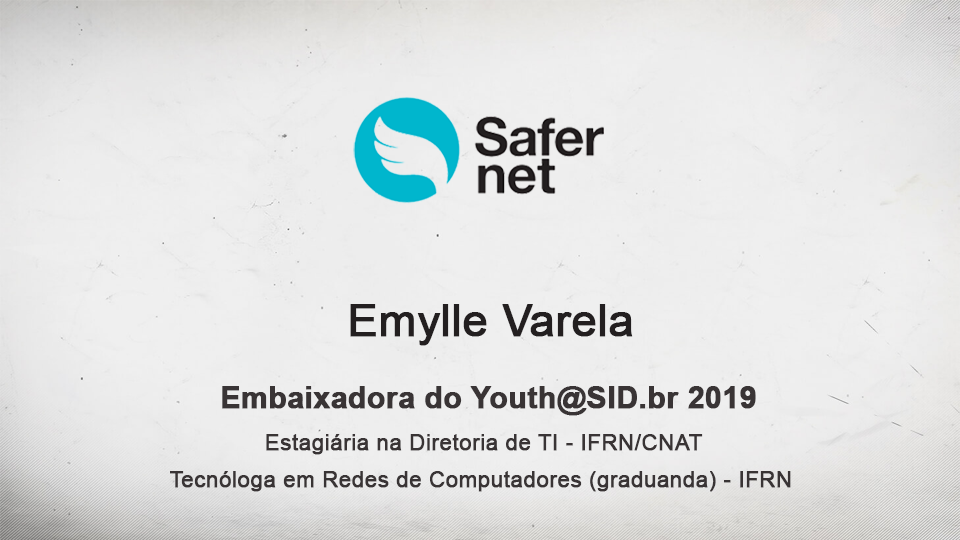 Safer
net
Emylle Varela
Embaixadora do Youth@SID.br 2019
Estagiária na Diretoria de TI - IFRN/CNAT
Tecnóloga em Redes de Computadores (graduanda) - IFRN